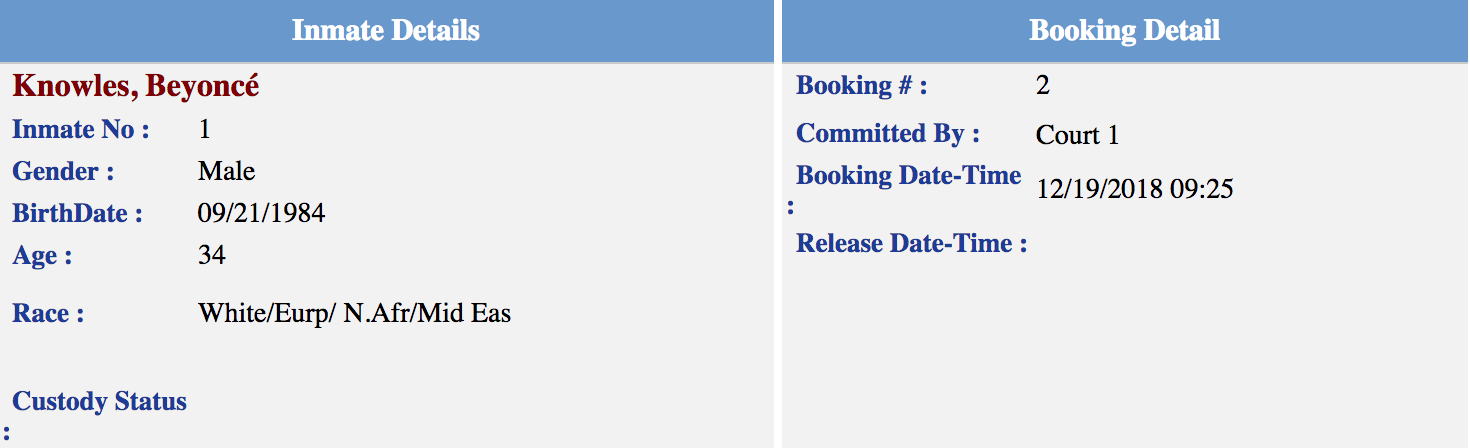 Inmate Details
Knowles, Beyoncé
Inmate No : 1
Gender : Male
BirthDate : 09/21/1984
Age : 34
Race : White/Eurp/ N.Afr/Mid Eas
Custody Status
:
Booking Detail
Booking # : 2
Committed By : Court 1
Booking Date-Time 12/19/2018 09:25
:
Release Date-Time :